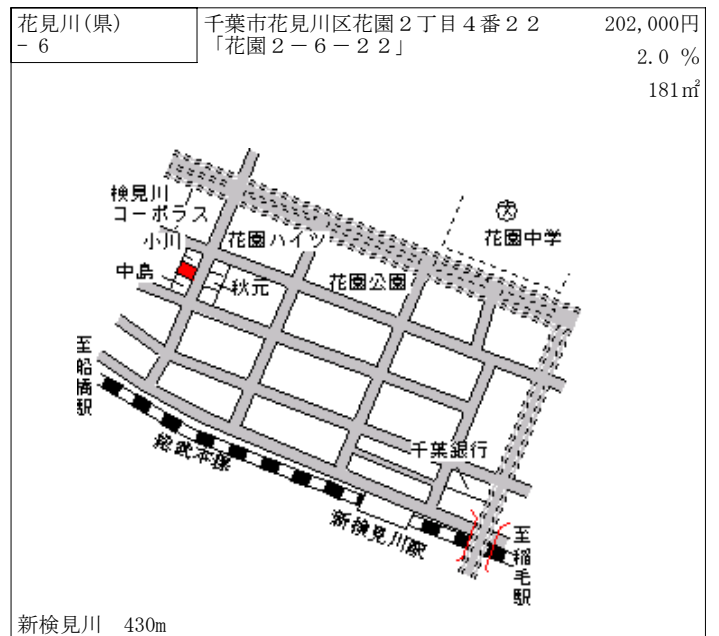 花見川(県)
－6
千葉市花見川区花園２丁目４番２２
「花園２－６－２２」
202,000円
2.0 %
181㎡
検見川
コーポラス
小川
花園ハイツ
花園中学
中島
秋元
花園公園
至船橋駅
千葉銀行
総武本線
新検見川駅
至稲毛駅
新検見川　430m